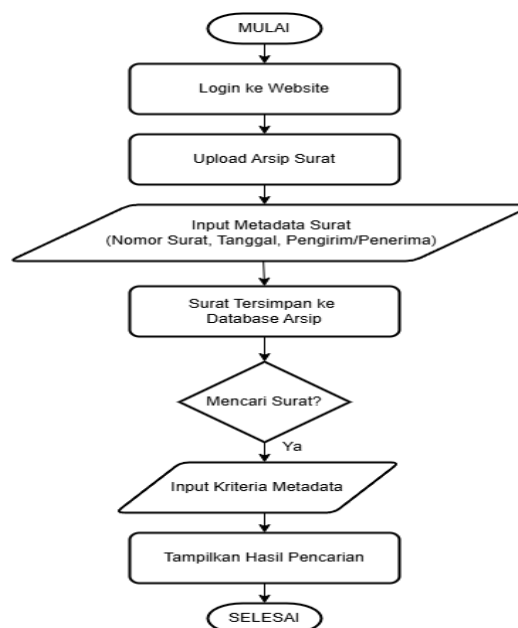 MULAI
Login ke Website
Upload Arsip Surat
Input Metadata Surat
(Nomor Surat, Tanggal, Pengirim/Penerima)
Surat Tersimpan ke
Database Arsip
Mencari Surat?
Ya
Input Kriteria Metadata
Tampilkan Hasil Pencarian
SELESAI